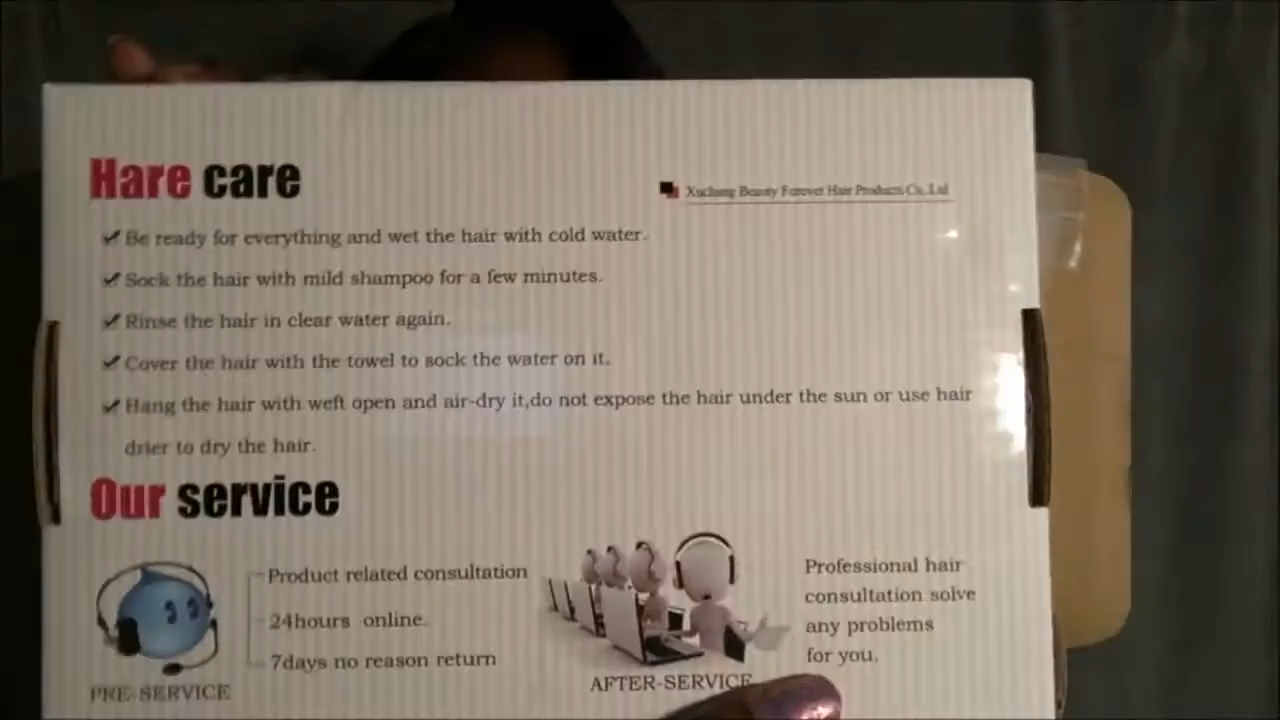 Hare care
Xuchang Beauty Forever Hair Products Co., Ltd
Be ready for everything and wet the hair with cold water.
Sock the hair with mild shampoo for a few minutes.
Rinse the hair in clear water again.
Cover the hair with the towel to sock the water on it.
Hang the hair with weft open and air-dry it,do not expose the hair under the sun or use hair
drier to dry the hair.
Our service
Product related consultation
24hours online.
7days no reason return
PRE-SERVICE
Professional hair
consultation solve
any problems
for you.
AFTER-SERVICE